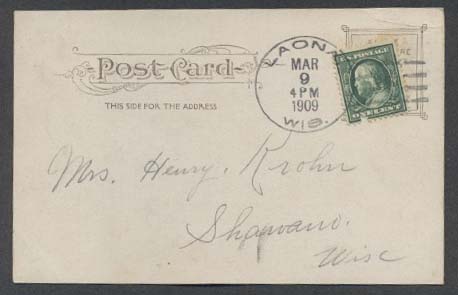 Post Card
THIS SIDE FOR THE ADDRESS
LAONA
MAR
9
4 PM
1909
WIS.
U.S. POSTAGE
ONE CENT
Mrs. Henry. Krohn
Shawano.
Wisc